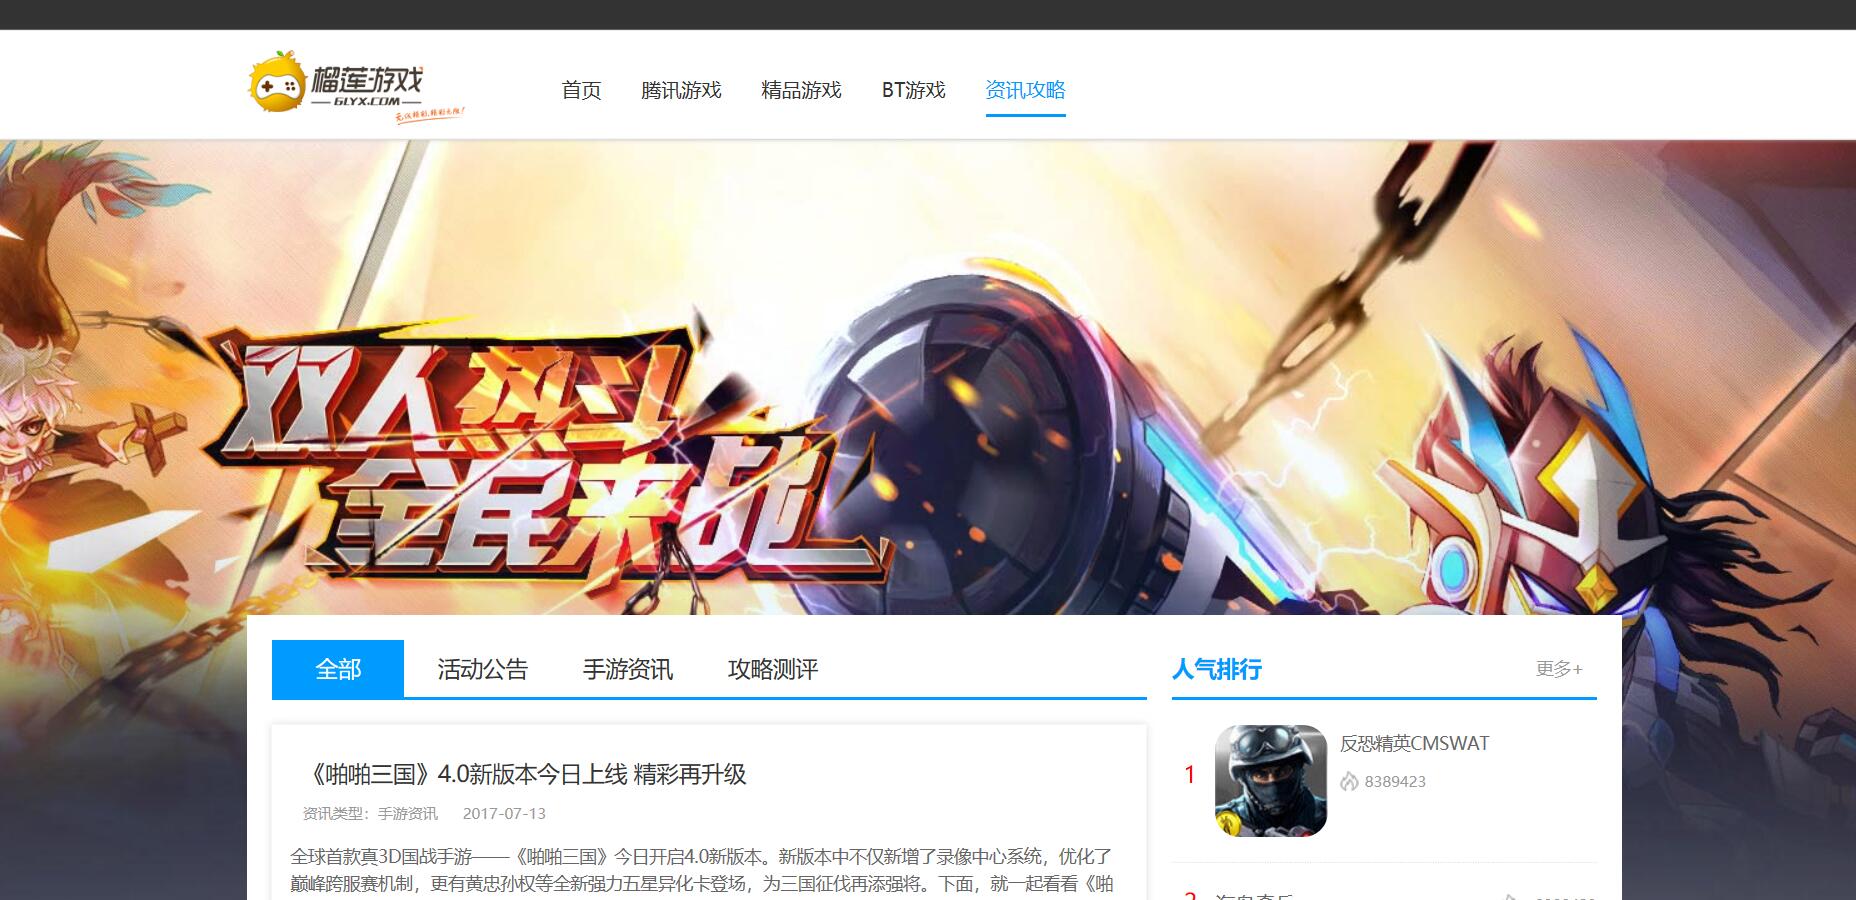 榴莲游戏
6LYX.COM
首页 腾讯游戏 精品游戏 BT游戏 资讯攻略
双人热斗
全民来战
全部 活动公告 手游资讯 攻略测评
人气排行 更多+
《啪啪三国》4.0新版本今日上线 精彩再升级
资讯类型：手游资讯 2017-07-13
全球首款真3D国战手游——《啪啪三国》今日开启4.0新版本。新版本中不仅新增了录像中心系统，优化了
巅峰跨服赛机制，更有黄忠孙权等全新强力五星异化卡登场，为三国征伐再添强将。下面，就一起看看《啪
1
反恐精英CMSWAT
8389423
2